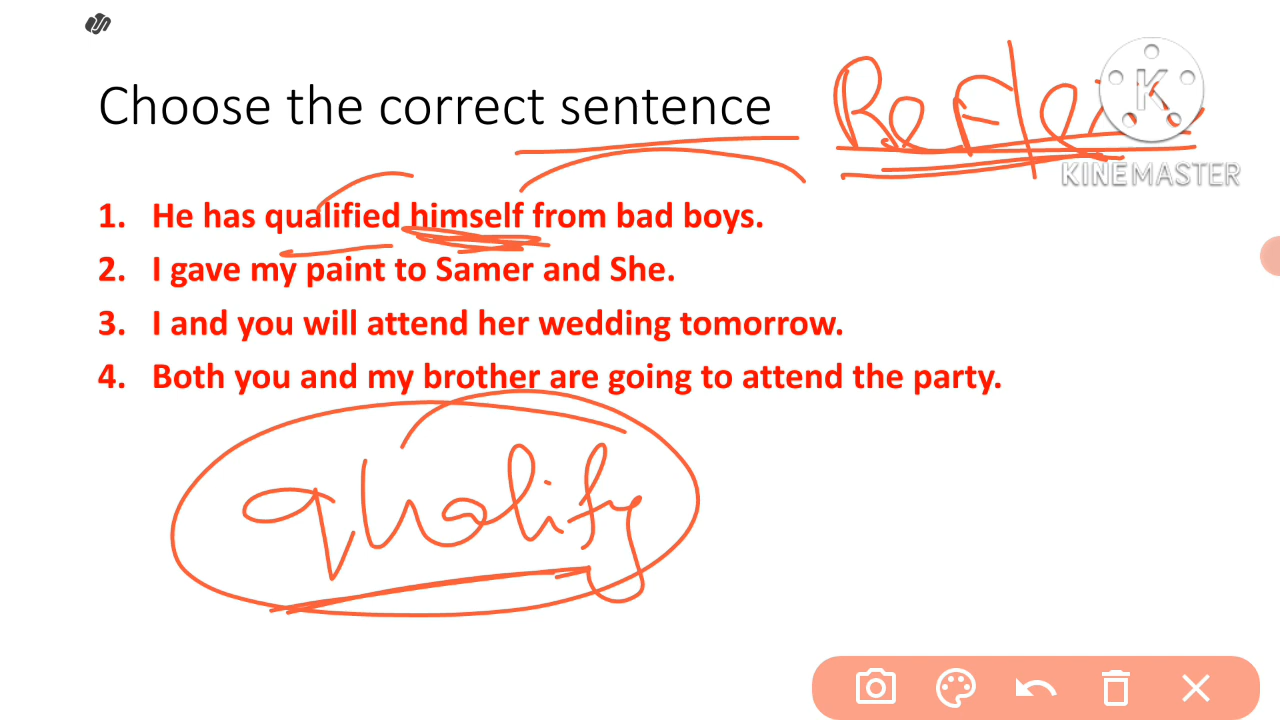 Choose the correct sentence
KINEMASTER
1. He has qualified himself from bad boys.
2. I gave my paint to Samer and She.
3. I and you will attend her wedding tomorrow.
4. Both you and my brother are going to attend the party.
qualify